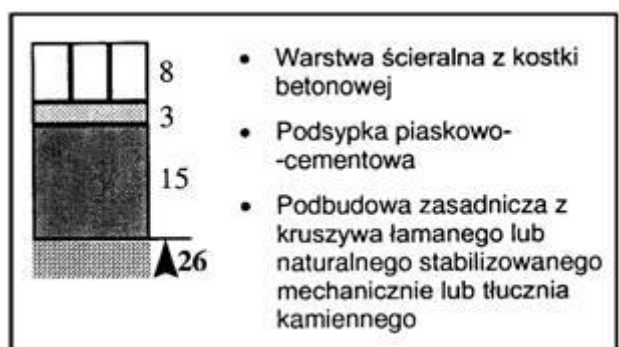 8
3
15
26
• Warstwa ścieralna z kostki
betonowej
• Podsypka piaskowo-
-cementowa
• Podbudowa zasadnicza z
kruszywa łamanego lub
naturalnego stabilizowanego
mechanicznie lub tłucznia
kamiennego